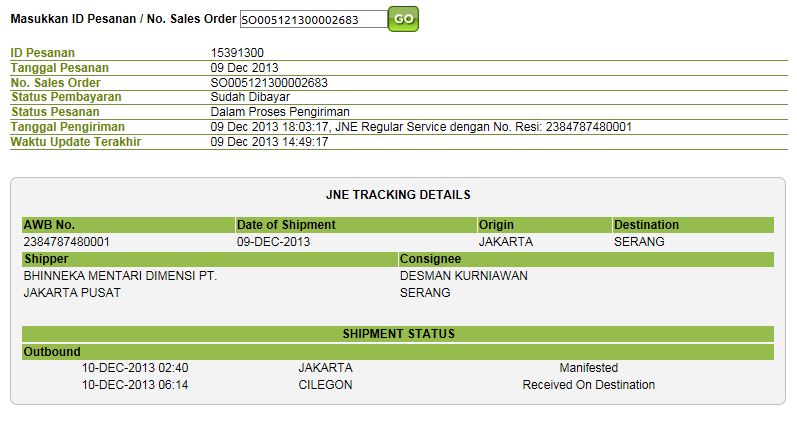 Masukkan ID Pesanan / No. Sales Order SO005121300002683 GO
ID Pesanan 15391300
Tanggal Pesanan 09 Dec 2013
No. Sales Order SO005121300002683
Status Pembayaran Sudah Dibayar
Status Pesanan Dalam Proses Pengiriman
Tanggal Pengiriman 09 Dec 2013 18:03:17, JNE Regular Service dengan No. Resi: 2384787480001
Waktu Update Terakhir 09 Dec 2013 14:49:17
JNE TRACKING DETAILS
AWB No. Date of Shipment Origin Destination
2384787480001 09-DEC-2013 JAKARTA SERANG
Shipper Consignee
BHINNEKA MENTARI DIMENSI PT. DESMAN KURNIAWAN
JAKARTA PUSAT SERANG
SHIPMENT STATUS
Outbound
10-DEC-2013 02:40 JAKARTA Manifested
10-DEC-2013 06:14 CILEGON Received On Destination